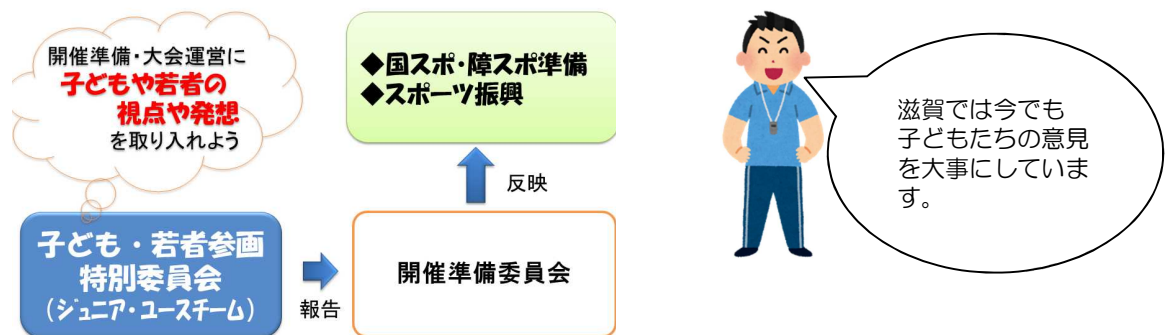 開催準備・大会運営に
子どもや若者の
視点や発想
を取り入れよう
◆国スポ・障スポ準備
◆スポーツ振興
反映
子ども・若者参画
特別委員会
(ジュニア・ユースチーム)
報告
開催準備委員会
滋賀では今でも
子どもたちの意見
を大事にしていま
す。